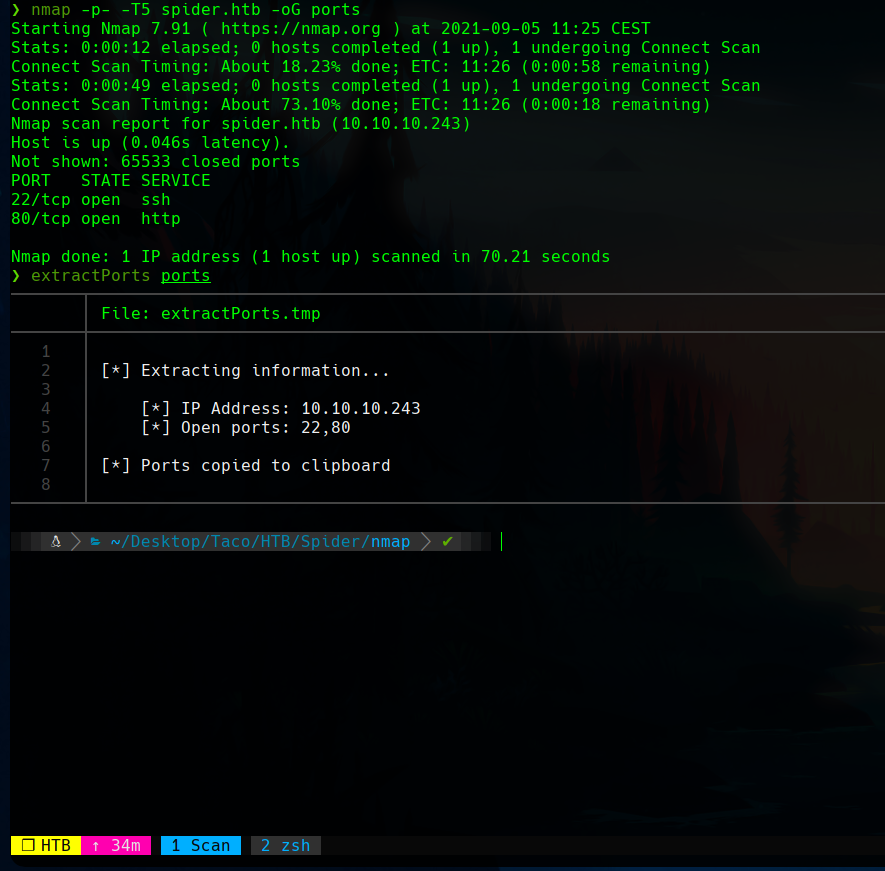 ❯ nmap -p- -T5 spider.htb -oG ports
Starting Nmap 7.91 ( https://nmap.org ) at 2021-09-05 11:25 CEST
Stats: 0:00:12 elapsed; 0 hosts completed (1 up), 1 undergoing Connect Scan
Connect Scan Timing: About 18.23% done; ETC: 11:26 (0:00:58 remaining)
Stats: 0:00:49 elapsed; 0 hosts completed (1 up), 1 undergoing Connect Scan
Connect Scan Timing: About 73.10% done; ETC: 11:26 (0:00:18 remaining)
Nmap scan report for spider.htb (10.10.10.243)
Host is up (0.046s latency).
Not shown: 65533 closed ports
PORT   STATE SERVICE
22/tcp open  ssh
80/tcp open  http
Nmap done: 1 IP address (1 host up) scanned in 70.21 seconds
❯ extractPorts ports
File: extractPorts.tmp
1
2 [*] Extracting information...
3
4 [*] IP Address: 10.10.10.243
5 [*] Open ports: 22,80
6
7 [*] Ports copied to clipboard
8
~/Desktop/Taco/HTB/Spider/nmap ✔
❐ HTB ↑ 34m 1 Scan 2 zsh